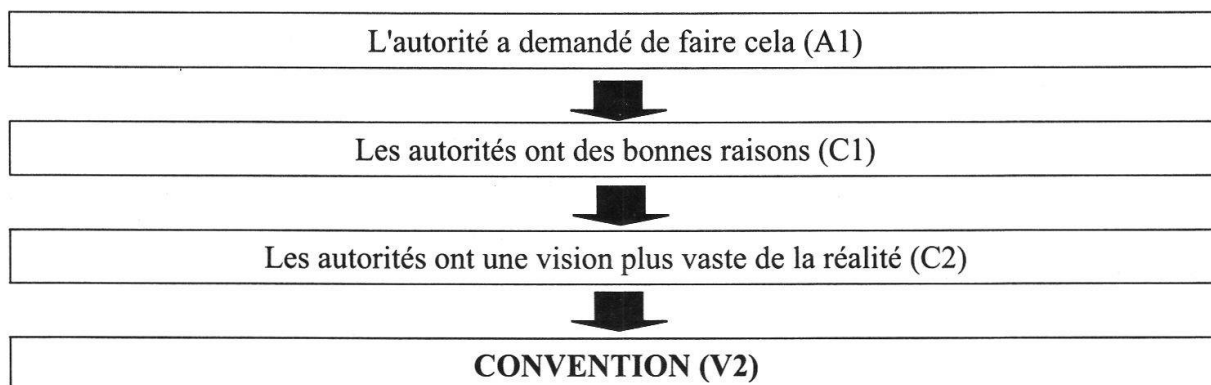 L'autorité a demandé de faire cela (A1)
Les autorités ont des bonnes raisons (C1)
Les autorités ont une vision plus vaste de la réalité (C2)
CONVENTION (V2)